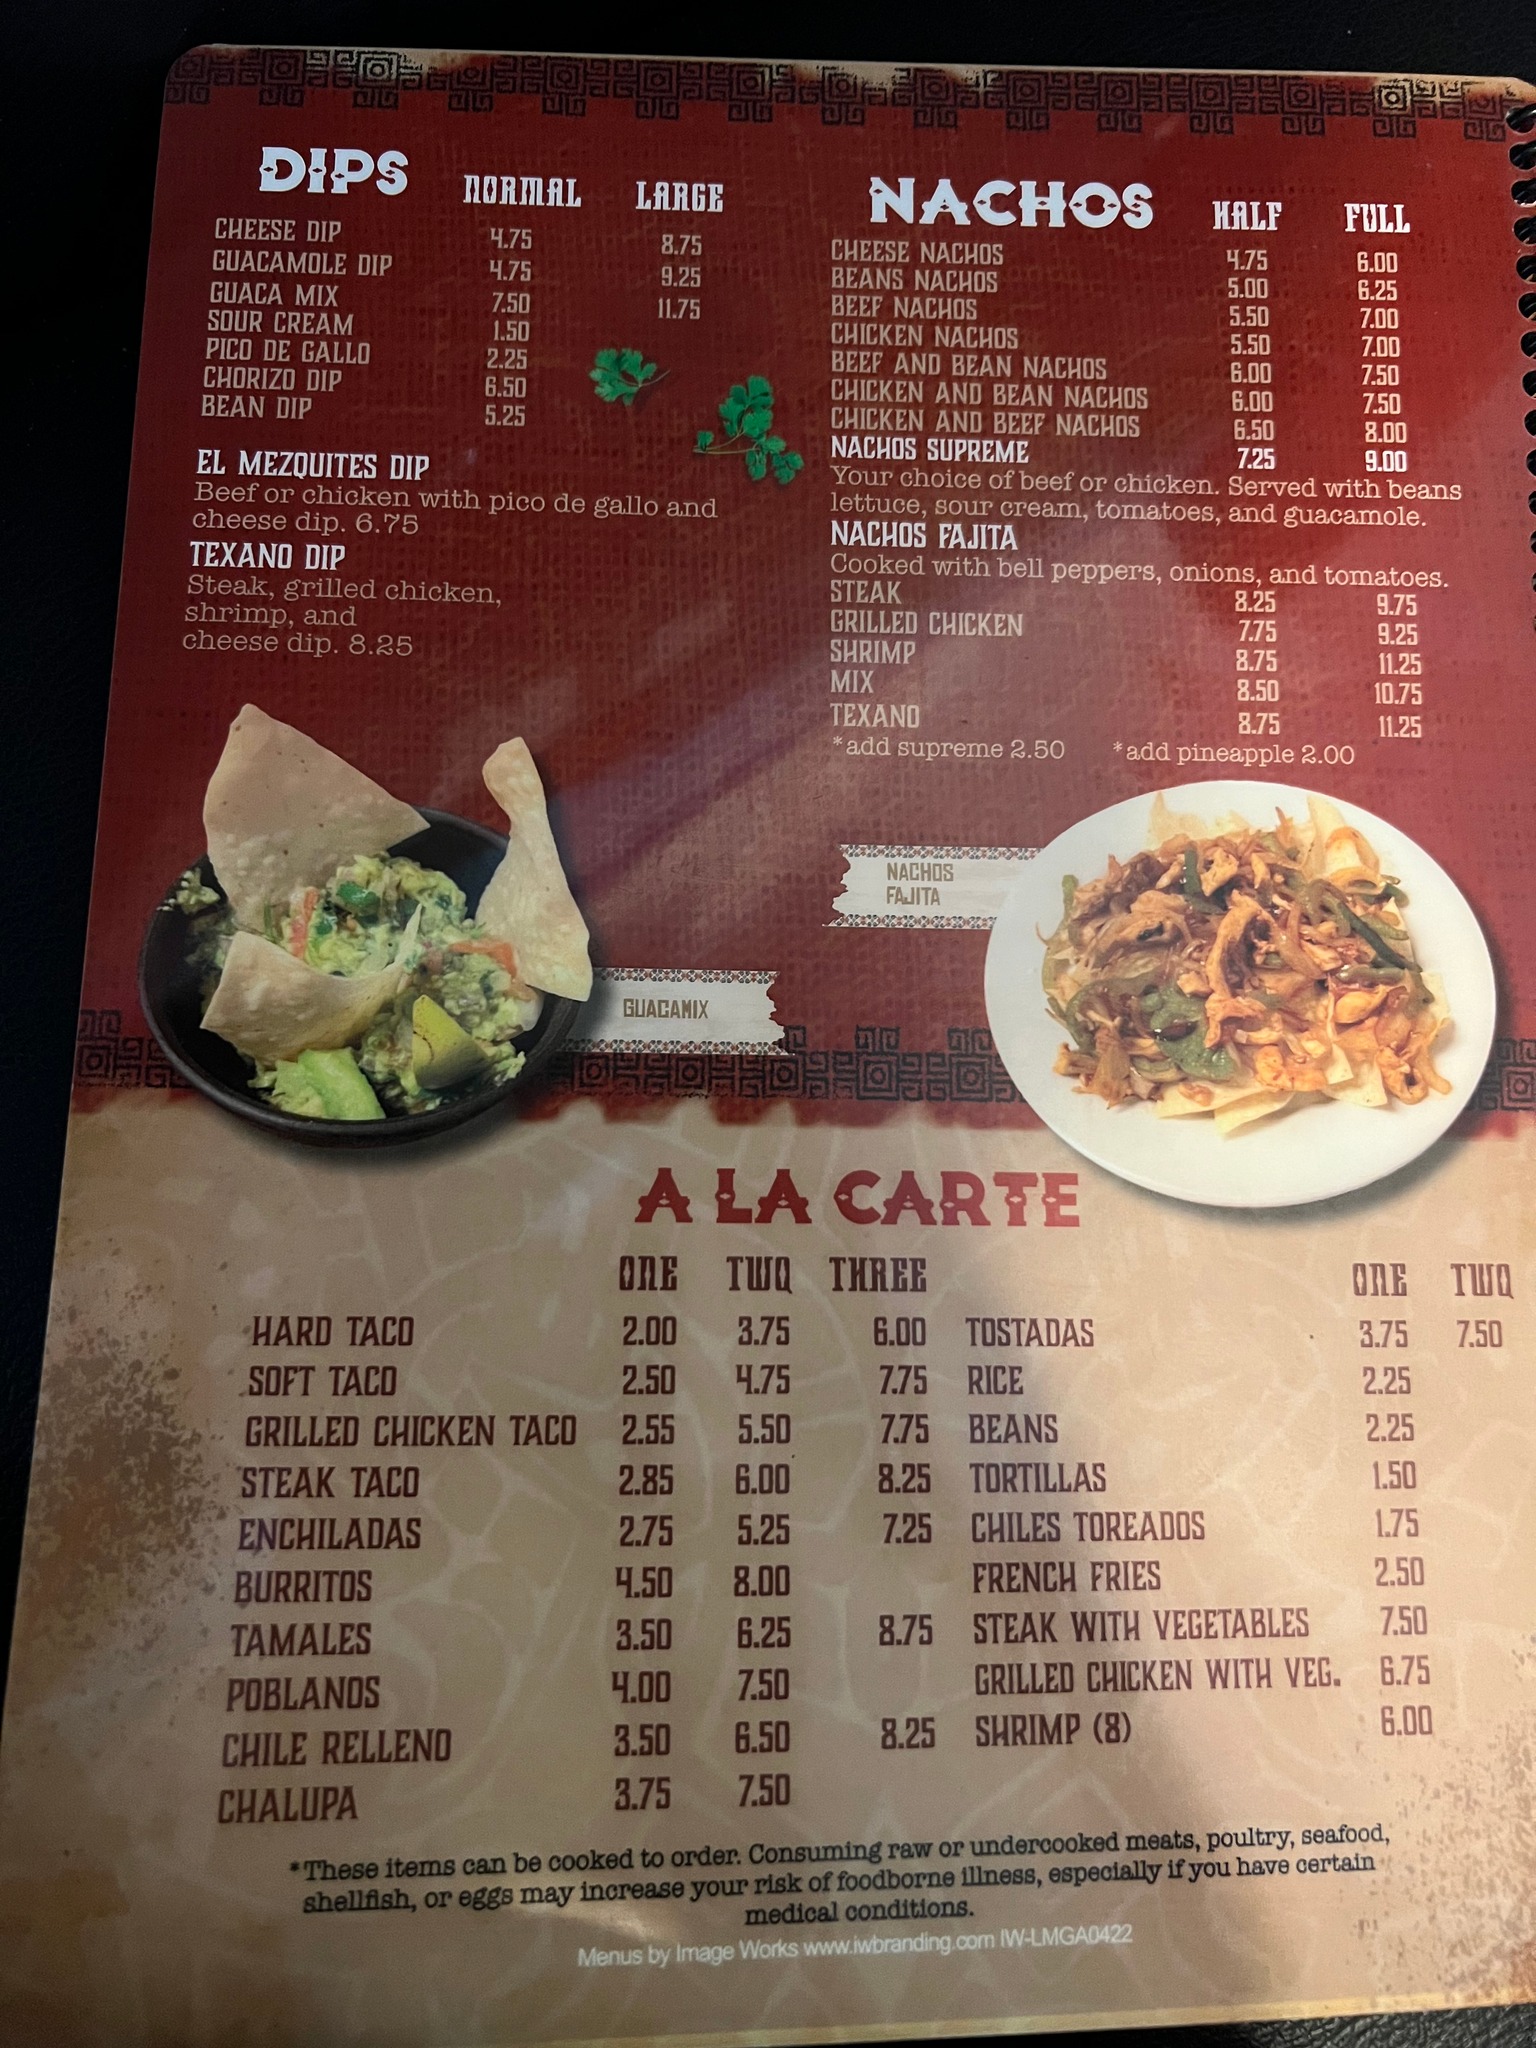 DIPS NORMAL LARGE
CHEESE DIP 4.75 8.75
GUACAMOLE DIP 4.75 9.25
GUACA MIX 7.50 11.75
SOUR CREAM 1.50
PICO DE GALLO 2.25
CHORIZO DIP 6.50
BEAN DIP 5.25
EL MEZQUITES DIP
Beef or chicken with pico de gallo and
cheese dip. 6.75
TEXANO DIP
Steak, grilled chicken,
shrimp, and
cheese dip. 8.25
GUACAMIX
NACHOS HALF FULL
CHEESE NACHOS 4.75 6.00
BEANS NACHOS 5.00 6.25
BEEF NACHOS 5.50 7.00
CHICKEN NACHOS 5.50 7.00
BEEF AND BEAN NACHOS 6.00 7.50
CHICKEN AND BEAN NACHOS 6.00 7.50
CHICKEN AND BEEF NACHOS 6.50 8.00
NACHOS SUPREME 7.25 9.00
Your choice of beef or chicken. Served with beans
lettuce, sour cream, tomatoes, and guacamole.
NACHOS FAJITA
Cooked with bell peppers, onions, and tomatoes.
STEAK 8.25 9.75
GRILLED CHICKEN 7.75 9.25
SHRIMP 8.75 11.25
MIX 8.50 10.75
TEXANO 8.75 11.25
*add supreme 2.50 *add pineapple 2.00
NACHOS
FAJITA
A LA CARTE
ONE TWO THREE
HARD TACO 2.00 3.75 6.00
SOFT TACO 2.50 4.75 7.75
GRILLED CHICKEN TACO 2.55 5.50 7.75
STEAK TACO 2.85 6.00 8.25
ENCHILADAS 2.75 5.25 7.25
BURRITOS 4.50 8.00
TAMALES 3.50 6.25 8.75
POBLANOS 4.00 7.50
CHILE RELLENO 3.50 6.50 8.25
CHALUPA 3.75 7.50
ONE TWO
TOSTADAS 3.75 7.50
RICE 2.25
BEANS 2.25
TORTILLAS 1.50
CHILES TOREADOS 1.75
FRENCH FRIES 2.50
STEAK WITH VEGETABLES 7.50
GRILLED CHICKEN WITH VEG. 6.75
SHRIMP (8) 6.00
*These items can be cooked to order. Consuming raw or undercooked meats, poultry, seafood,
shellfish, or eggs may increase your risk of foodborne illness, especially if you have certain
medical conditions.
Menus by Image Works www.iwbranding.com IW-LMGA0422